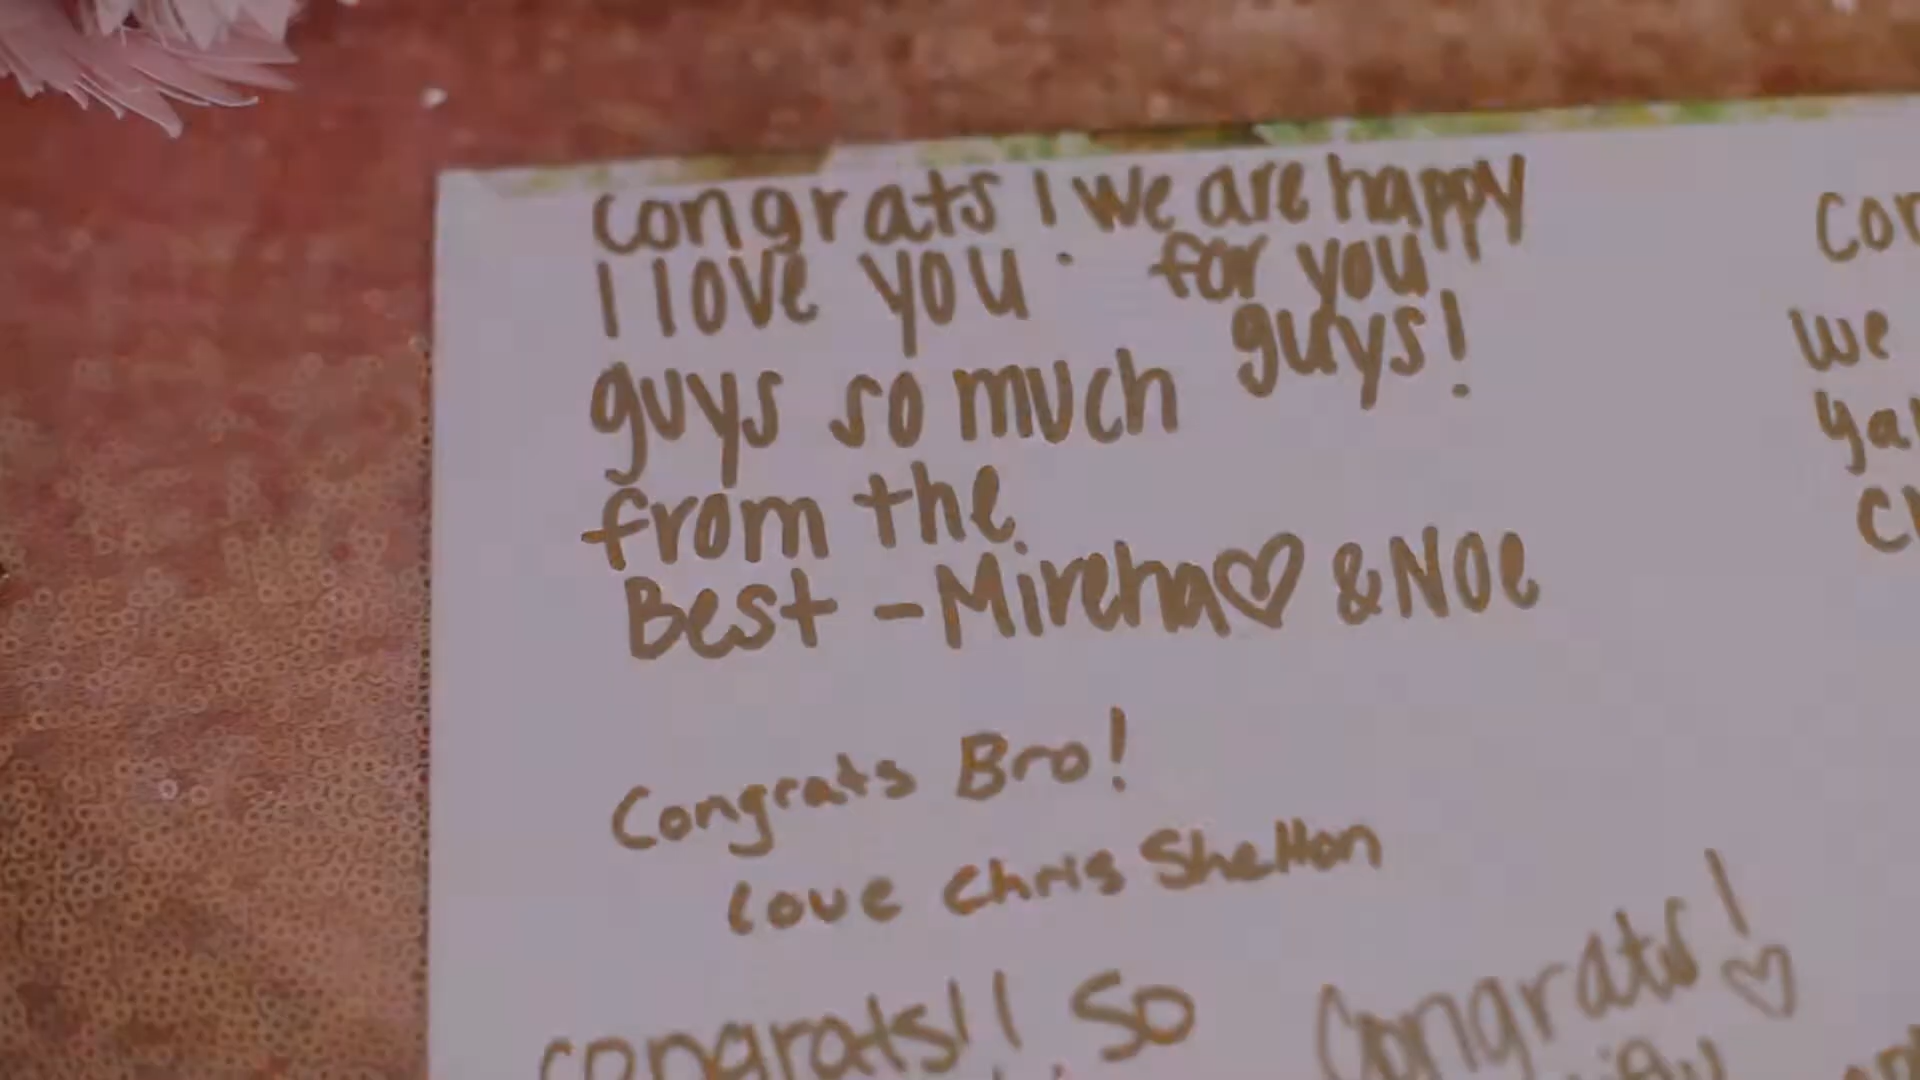 congrats! We are happy
I love you for you
guys so much guys!
from the
Best - Mireha♡ & Noe
Congrats Bro!
Love Chris Shelton
congrats!! So
Congrats! ♡
We